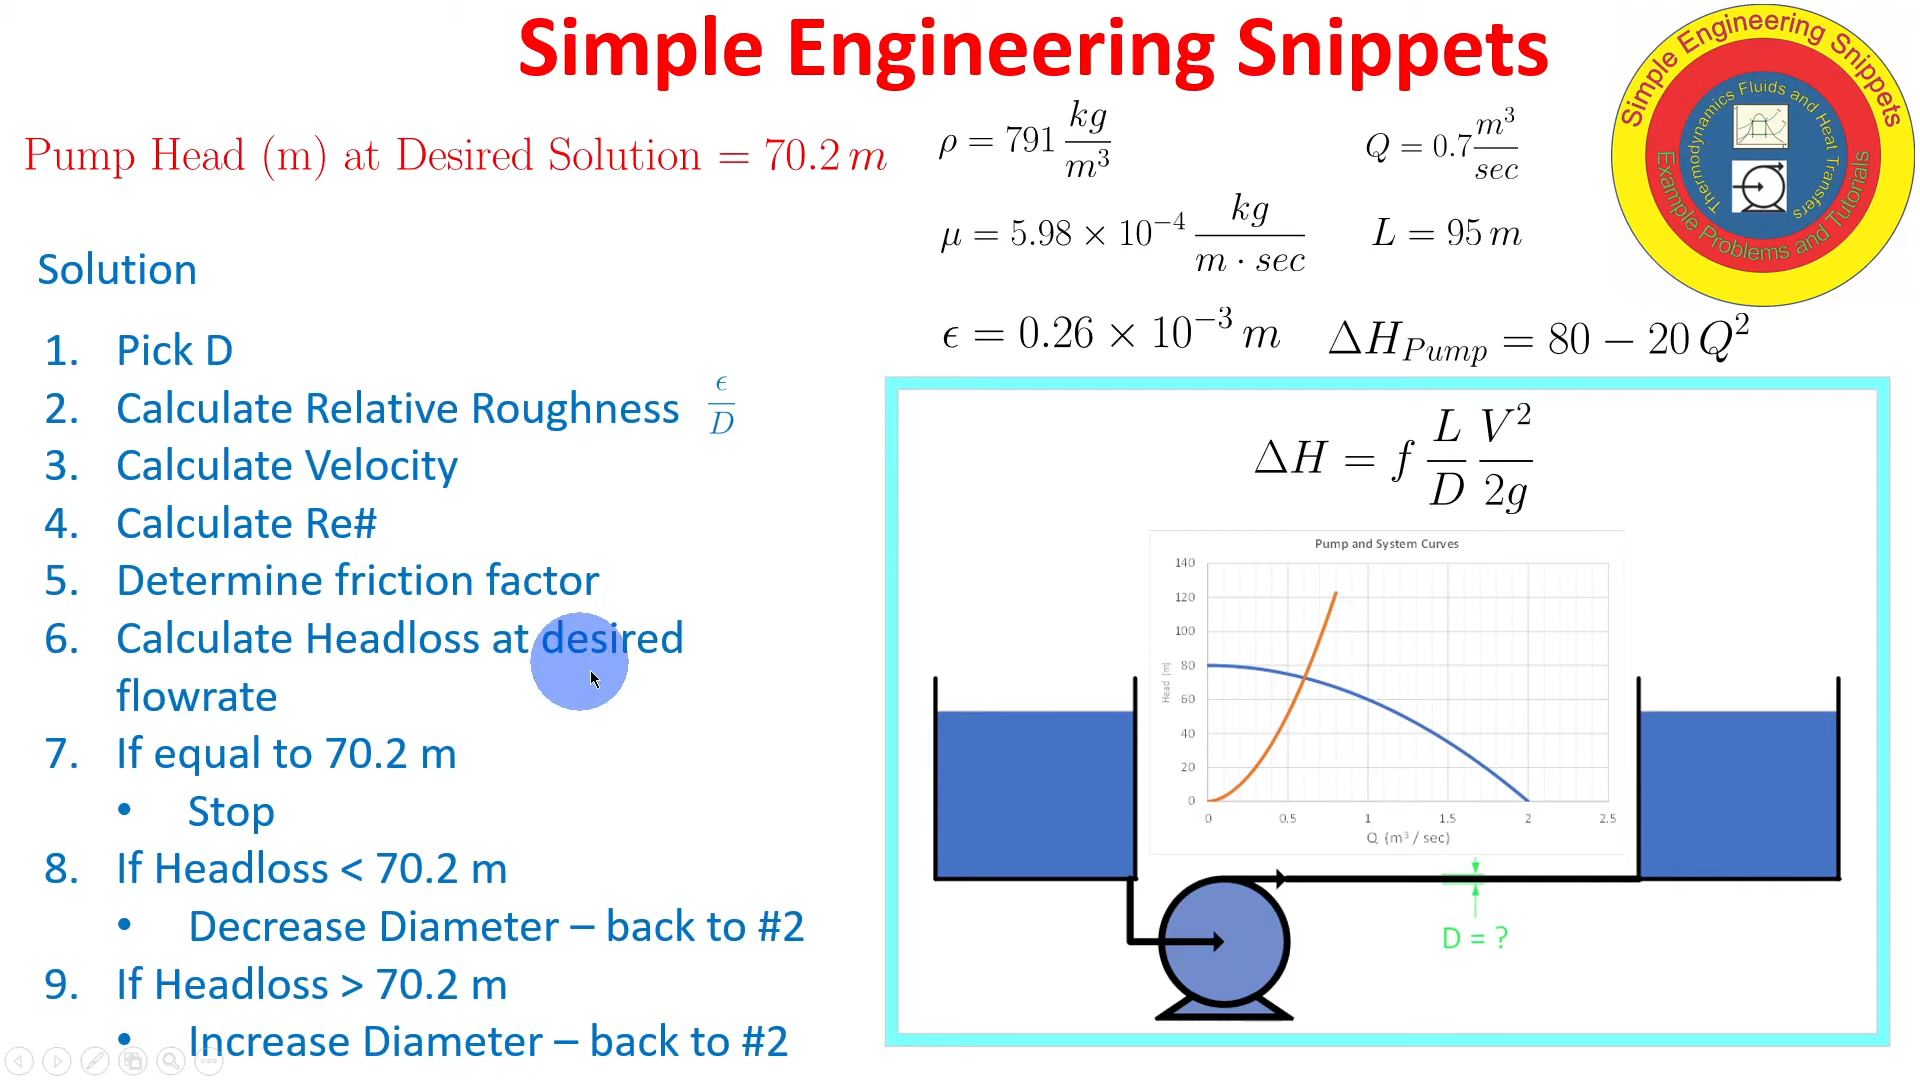 Simple Engineering Snippets
Pump Head (m) at Desired Solution = 70.2 m
ρ = 791 kg/m³
Q = 0.7 m³/sec
μ = 5.98 × 10⁻⁴ kg/(m · sec)
L = 95 m
ϵ = 0.26 × 10⁻³ m
ΔH_Pump = 80 − 20 Q²
Simple Engineering Snippets
Thermodynamics Fluids and Heat Transfers
Example Problems and Tutorials
Solution
1. Pick D
2. Calculate Relative Roughness ϵ/D
3. Calculate Velocity
4. Calculate Re#
5. Determine friction factor
6. Calculate Headloss at desired
flowrate
7. If equal to 70.2 m
• Stop
8. If Headloss < 70.2 m
• Decrease Diameter – back to #2
9. If Headloss > 70.2 m
• Increase Diameter – back to #2
ΔH = f L/D V²/2g
Pump and System Curves
140
120
100
80
60
40
20
0
Head (m)
0 0.5 1 1.5 2 2.5
Q (m³ / sec)
D = ?